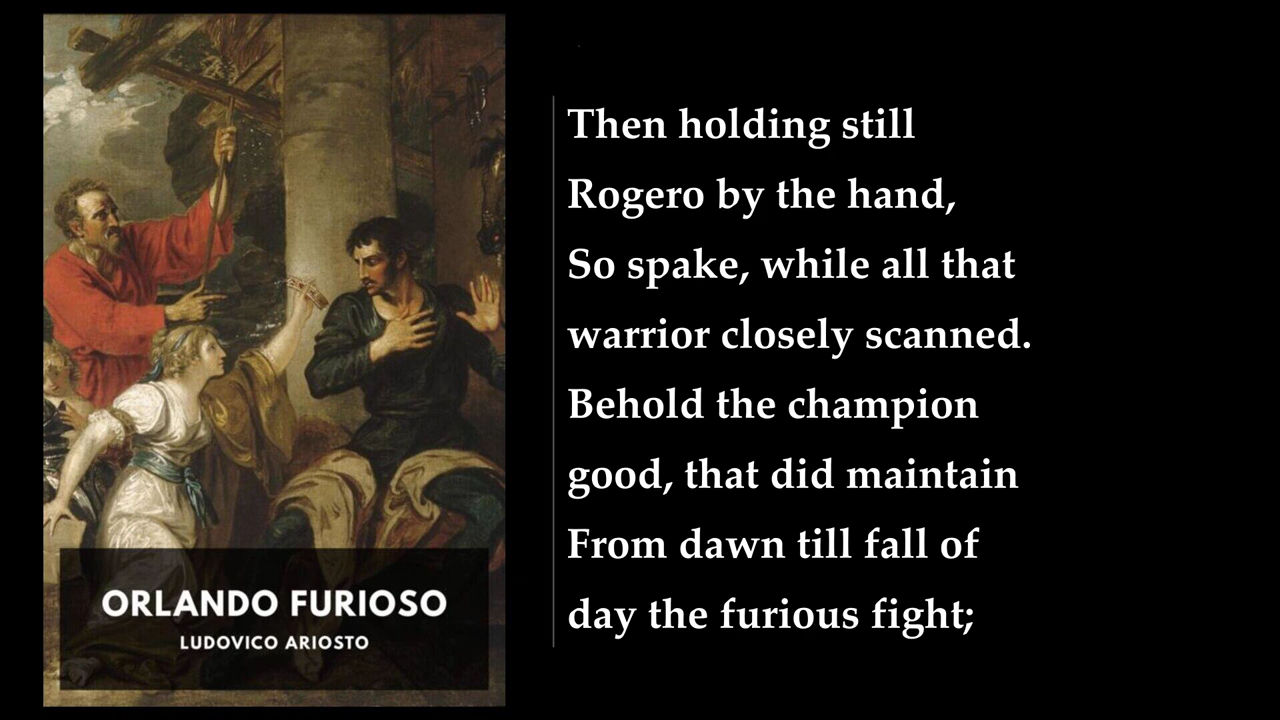 ORLANDO FURIOSO
LUDOVICO ARIOSTO
Then holding still
Rogero by the hand,
So spake, while all that
warrior closely scanned.
Behold the champion
good, that did maintain
From dawn till fall of
day the furious fight;